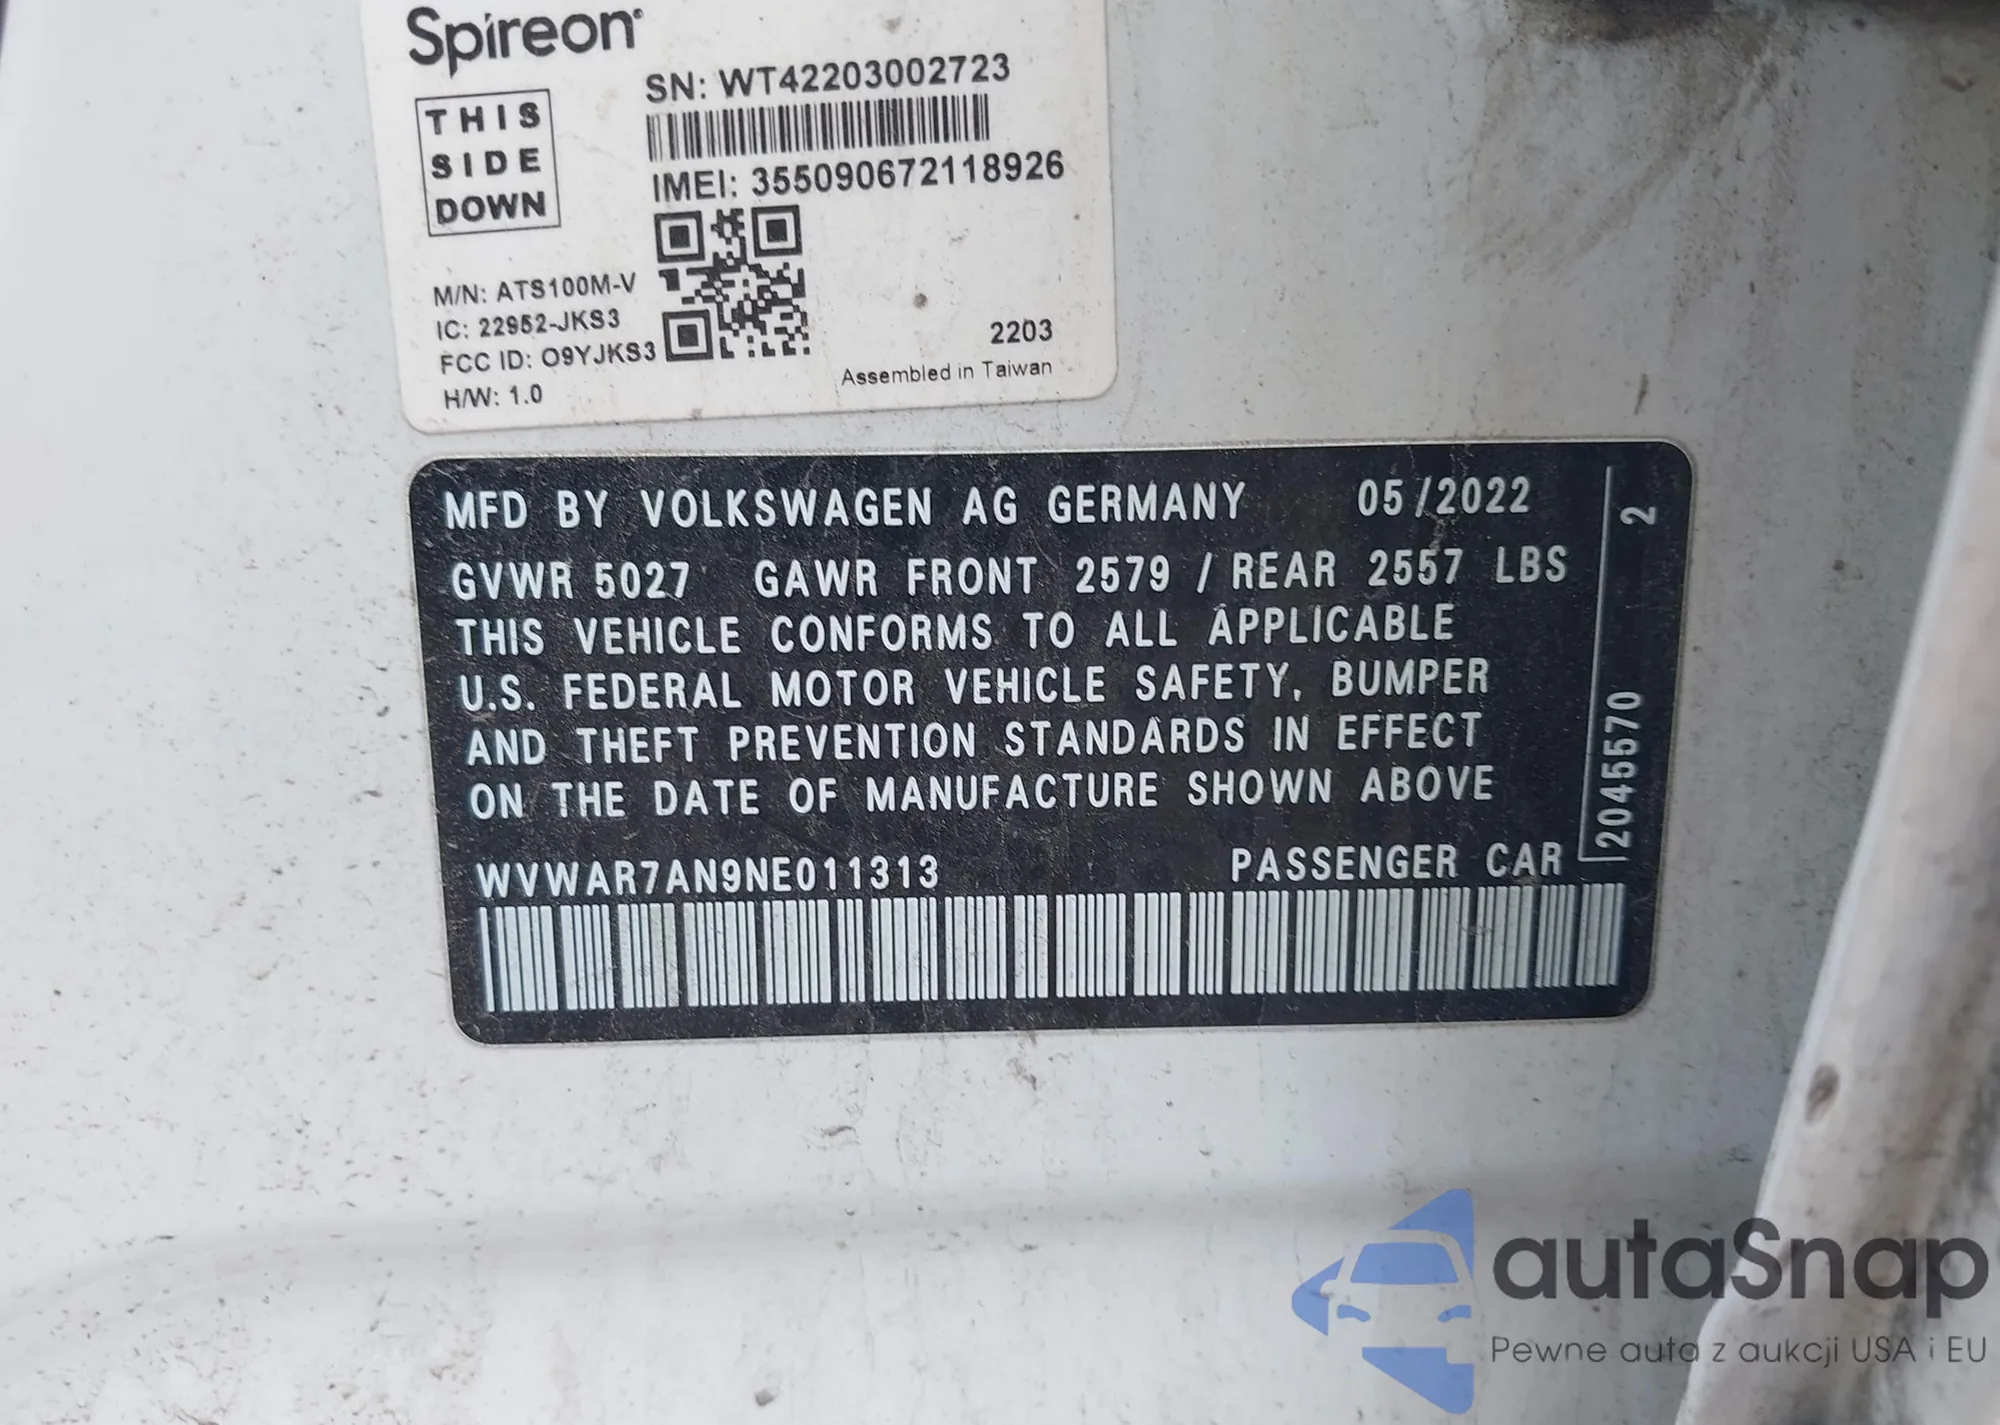 Spireon
THIS
SIDE
DOWN
SN: WT42203002723
IMEI: 355090672118926
M/N: ATS100M-V
IC: 22952-JKS3
FCC ID: O9YJKS3
H/W: 1.0
2203
Assembled in Taiwan
MFD BY VOLKSWAGEN AG GERMANY 05/2022
GVWR 5027 GAWR FRONT 2579 / REAR 2557 LBS
THIS VEHICLE CONFORMS TO ALL APPLICABLE
U.S. FEDERAL MOTOR VEHICLE SAFETY, BUMPER
AND THEFT PREVENTION STANDARDS IN EFFECT
ON THE DATE OF MANUFACTURE SHOWN ABOVE
WVWAR7AN9NE011313 PASSENGER CAR
2045570 2
autaSnap
Pewne auta z aukcji USA i EU